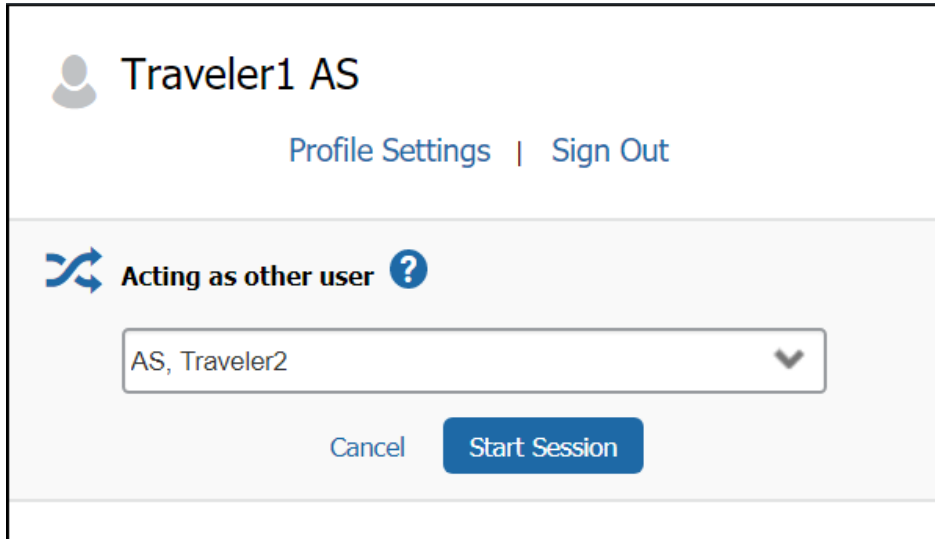 Traveler1 AS
Profile Settings | Sign Out
Acting as other user ?
AS, Traveler2
Cancel Start Session